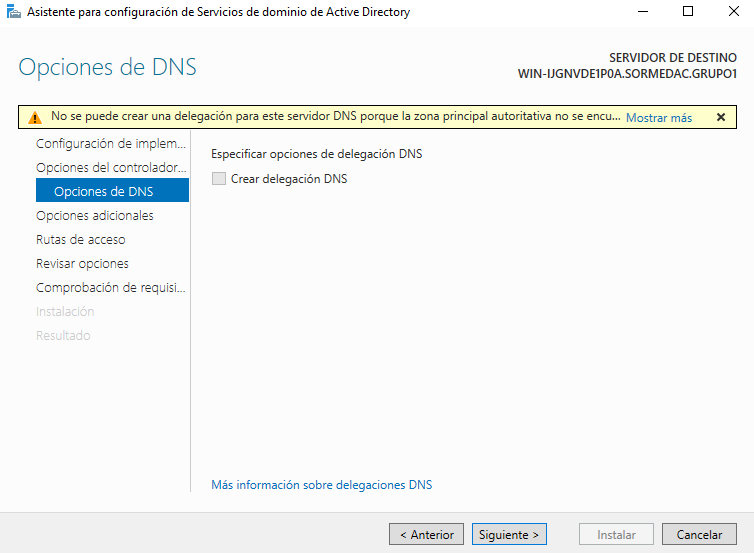 Asistente para configuración de Servicios de dominio de Active Directory
Opciones de DNS
SERVIDOR DE DESTINO
WIN-IJGNVDE1P0A.SORMEDAC.GRUPO1
No se puede crear una delegación para este servidor DNS porque la zona principal autoritativa no se encu... Mostrar más
Configuración de implem...
Opciones del controlador...
Opciones de DNS
Opciones adicionales
Rutas de acceso
Revisar opciones
Comprobación de requisi...
Instalación
Resultado
Especificar opciones de delegación DNS
Crear delegación DNS
Más información sobre delegaciones DNS
< Anterior
Siguiente >
Instalar
Cancelar